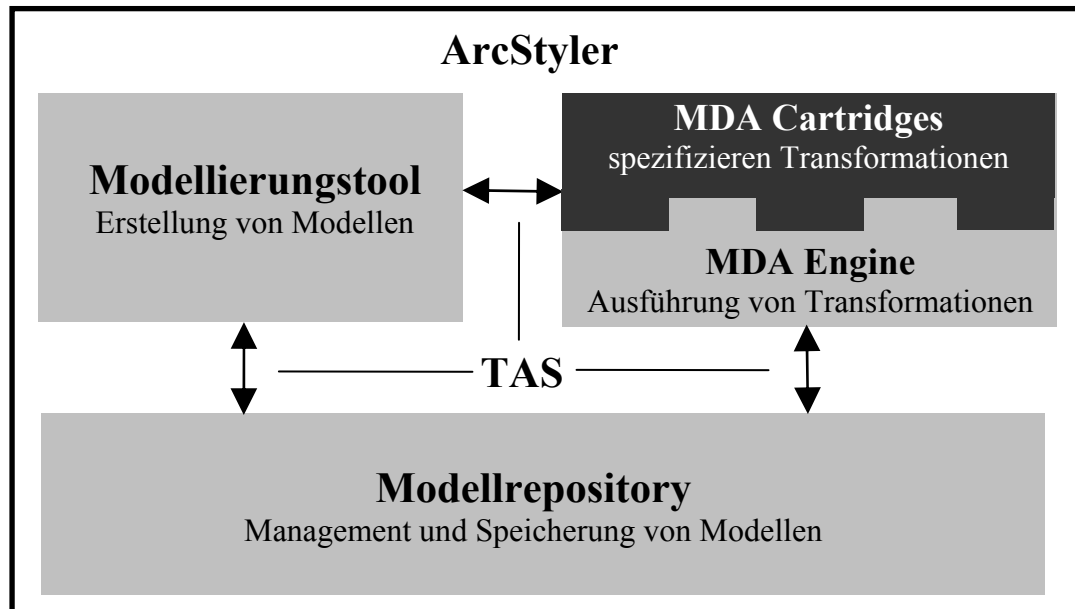 ArcStyler
Modellierungstool
Erstellung von Modellen
MDA Cartridges
spezifizieren Transformationen
MDA Engine
Ausführung von Transformationen
TAS
Modellrepository
Management und Speicherung von Modellen